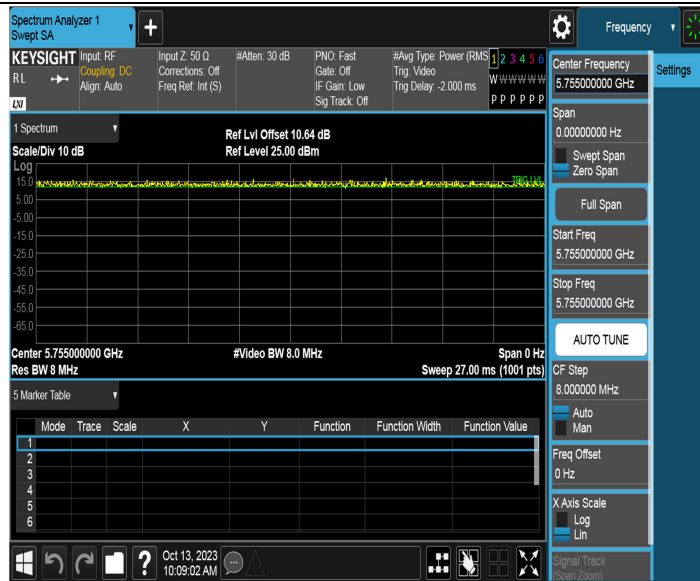 Spectrum Analyzer 1
Swept SA
+
Frequency
KEYSIGHT
Input: RF
Input Z: 50 Ω
#Atten: 30 dB
PNO: Fast
#Avg Type: Power (RMS
1 2 3 4 5 6
Coupling: DC
Corrections: Off
Gate: Off
Trig: Video
RL
Align: Auto
Freq Ref: Int (S)
IF Gain: Low
Trig Delay: -2.000 ms
W W W W W W
Sig Track: Off
P P P P P P
LXI
1 Spectrum
Ref Lvl Offset 10.64 dB
Scale/Div 10 dB
Ref Level 25.00 dBm
Log
TRIG LVL
15.0
5.00
-5.00
-15.0
-25.0
-35.0
-45.0
-55.0
-65.0
Center 5.755000000 GHz
#Video BW 8.0 MHz
Span 0 Hz
Res BW 8 MHz
Sweep 27.00 ms (1001 pts)
5 Marker Table
Mode Trace Scale X Y Function Function Width Function Value
1
2
3
4
5
6
?
Oct 13, 2023
10:09:02 AM
Center Frequency
5.755000000 GHz
Settings
Span
0.00000000 Hz
Swept Span
Zero Span
Full Span
Start Freq
5.755000000 GHz
Stop Freq
5.755000000 GHz
AUTO TUNE
CF Step
8.000000 MHz
Auto
Man
Freq Offset
0 Hz
X Axis Scale
Log
Lin
Signal Track
(Span Zoom)